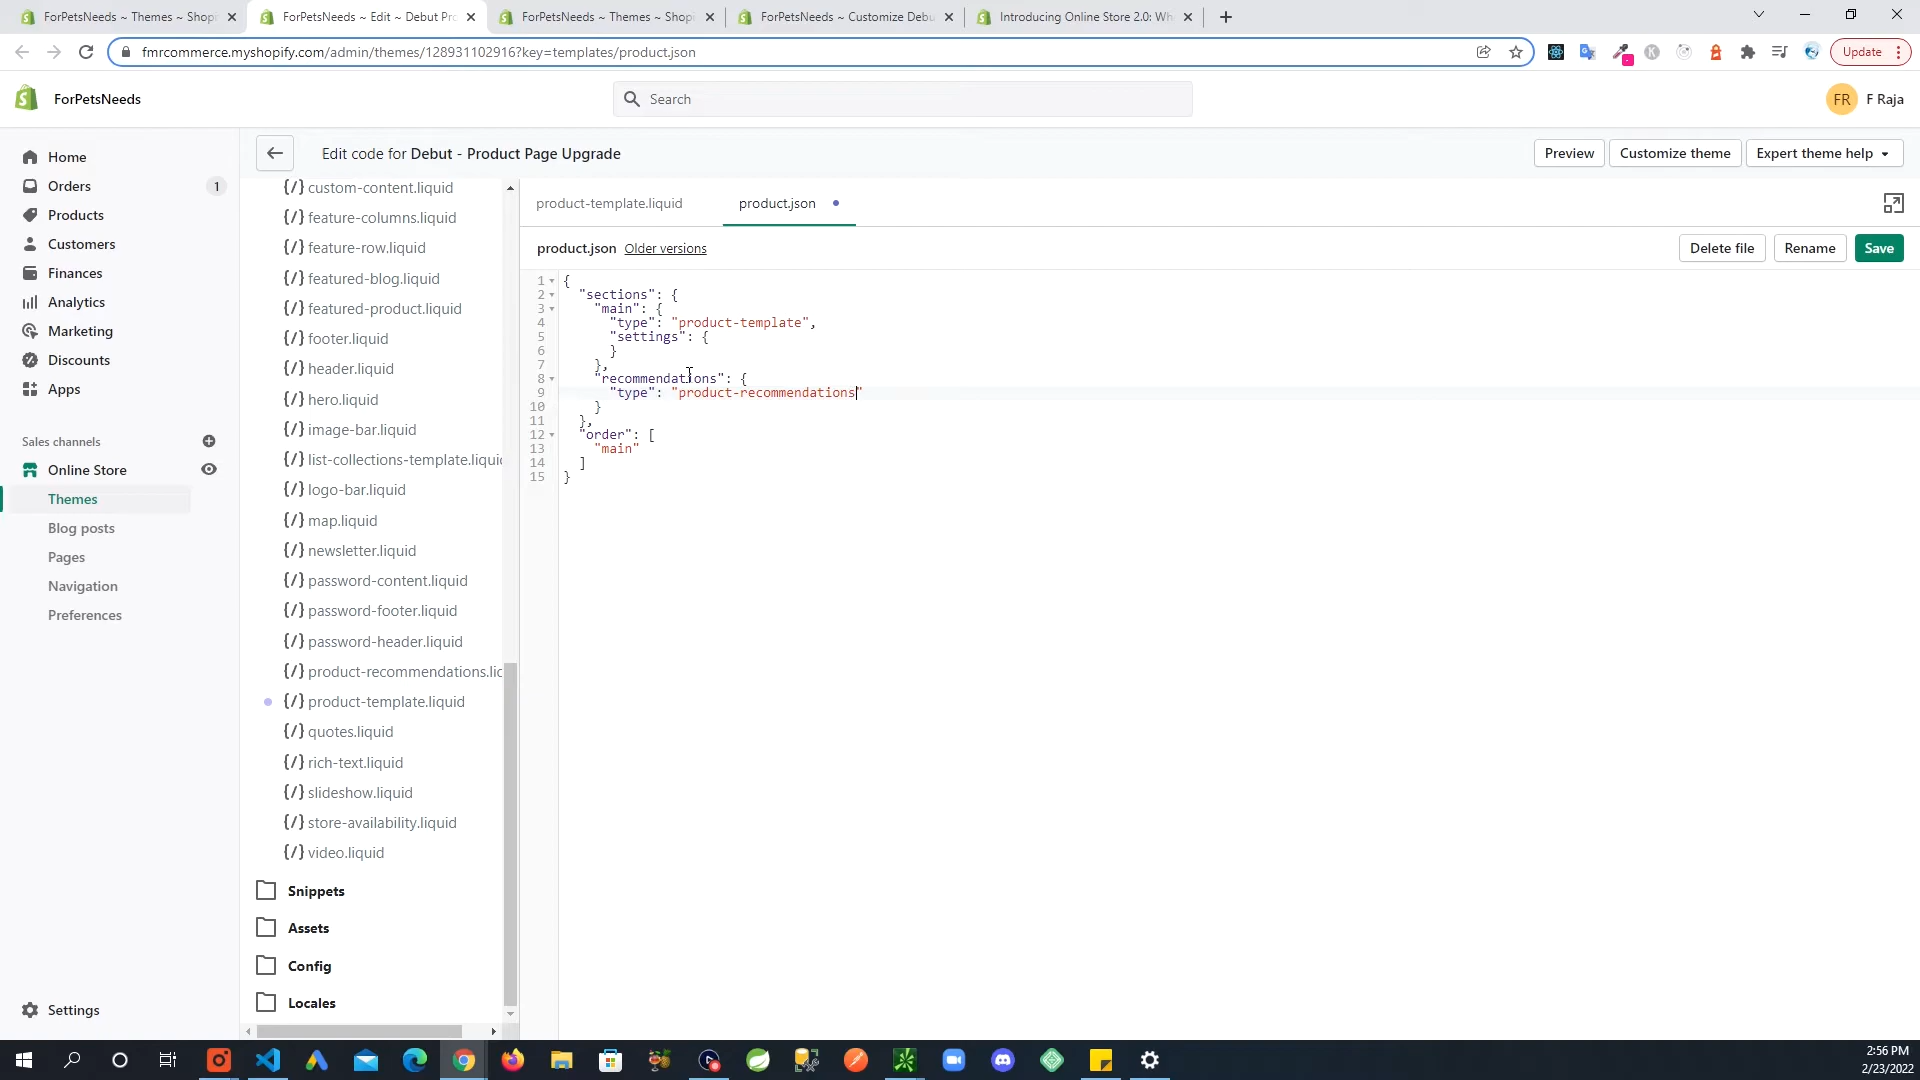 ForPetsNeeds ~ Themes ~ Shopi
ForPetsNeeds ~ Edit ~ Debut Pro
ForPetsNeeds ~ Themes ~ Shopi
ForPetsNeeds ~ Customize Debu
Introducing Online Store 2.0: Wh
fmrcommerce.myshopify.com/admin/themes/128931102916?key=templates/product.json
Update
ForPetsNeeds
Search
FR
F Raja
Home
Orders
1
Products
Customers
Finances
Analytics
Marketing
Discounts
Apps
Sales channels
Online Store
Themes
Blog posts
Pages
Navigation
Preferences
Settings
Edit code for Debut - Product Page Upgrade
Preview
Customize theme
Expert theme help
{/} custom-content.liquid
{/} feature-columns.liquid
{/} feature-row.liquid
{/} featured-blog.liquid
{/} featured-product.liquid
{/} footer.liquid
{/} header.liquid
{/} hero.liquid
{/} image-bar.liquid
{/} list-collections-template.liquid
{/} logo-bar.liquid
{/} map.liquid
{/} newsletter.liquid
{/} password-content.liquid
{/} password-footer.liquid
{/} password-header.liquid
{/} product-recommendations.lic
{/} product-template.liquid
{/} quotes.liquid
{/} rich-text.liquid
{/} slideshow.liquid
{/} store-availability.liquid
{/} video.liquid
Snippets
Assets
Config
Locales
product-template.liquid
product.json
product.json Older versions
Delete file
Rename
Save
1 {
2 "sections": {
3 "main": {
4 "type": "product-template",
5 "settings": {
6 }
7 },
8 "recommendations": {
9 "type": "product-recommendations"
10 }
11 },
12 "order": [
13 "main"
14 ]
15 }
2:56 PM
2/23/2022